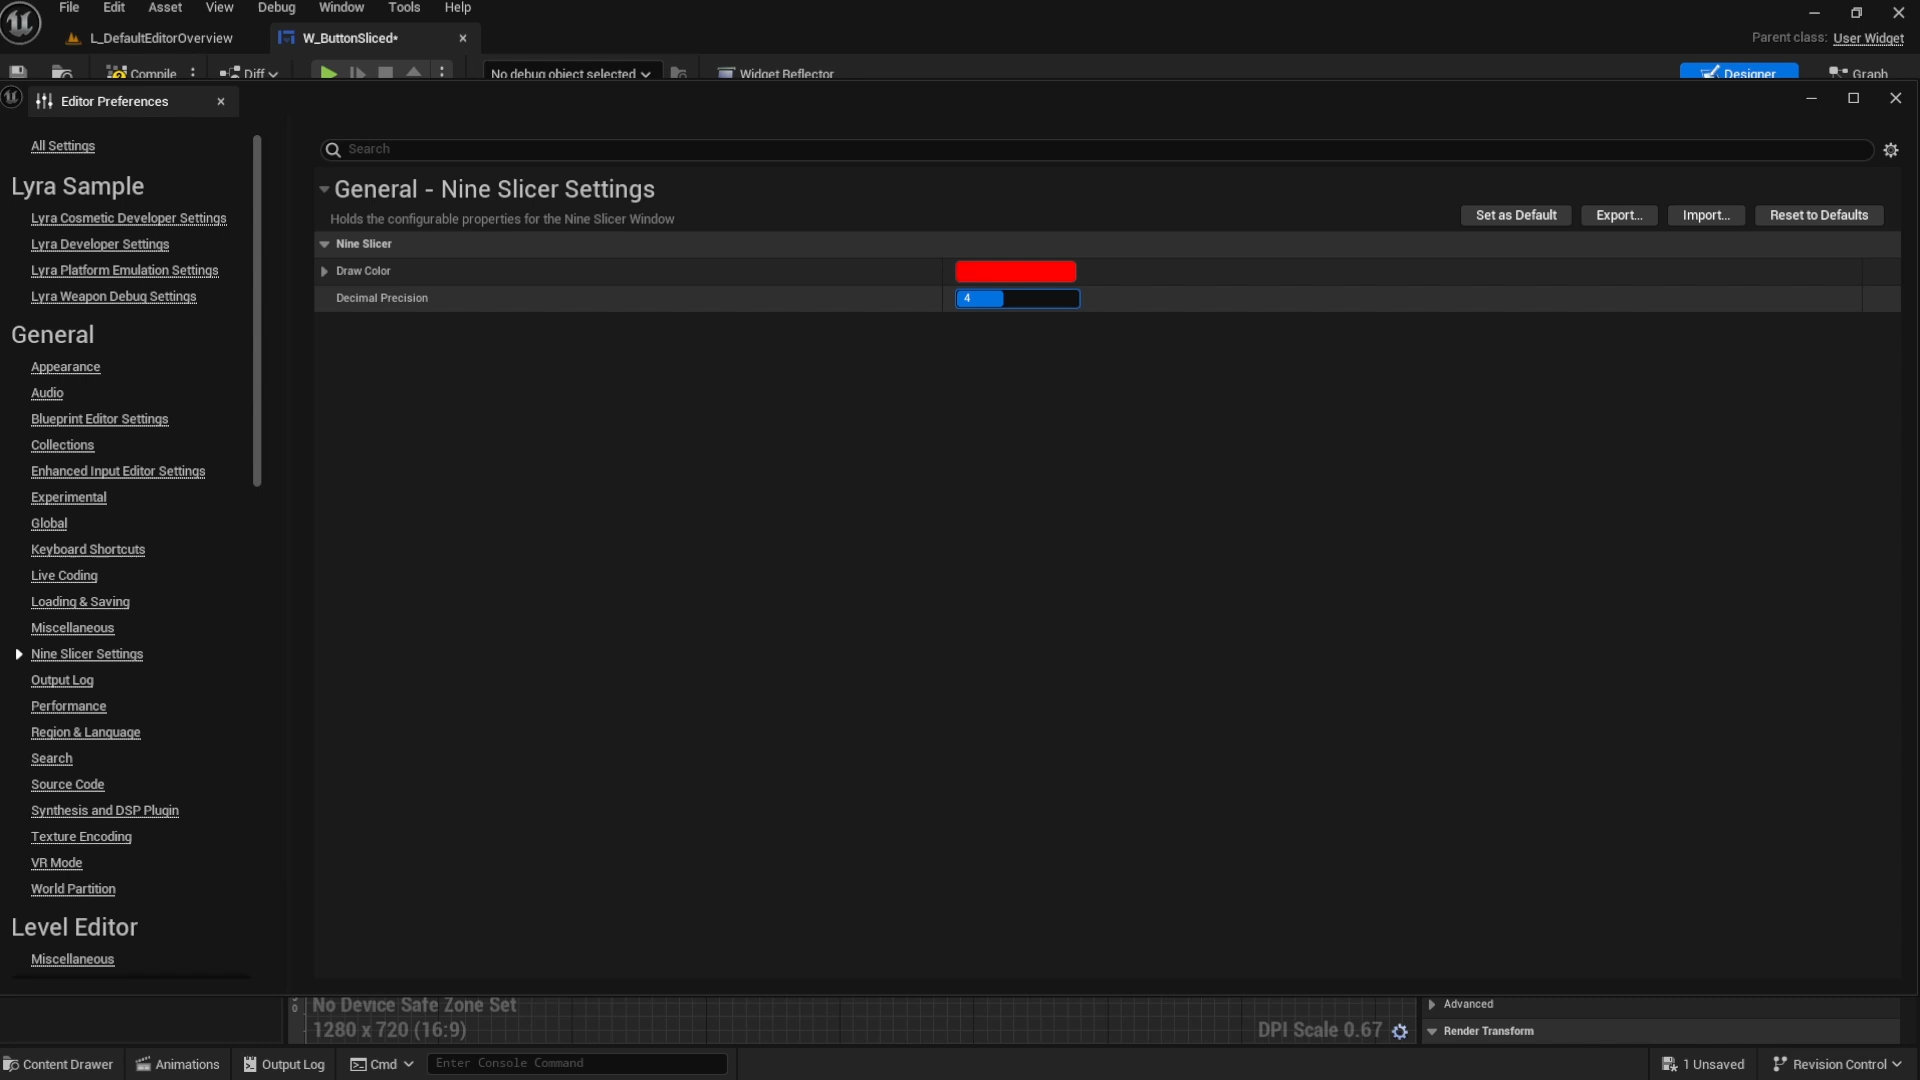 File Edit Asset View Debug Window Tools Help
L_DefaultEditorOverview
W_ButtonSliced*
Parent class: User Widget
Compile
Diff
No debug object selected
Widget Reflector
Designer
Graph
Editor Preferences
All Settings
Search
Lyra Sample
General - Nine Slicer Settings
Holds the configurable properties for the Nine Slicer Window
Set as Default
Export...
Import...
Reset to Defaults
Lyra Cosmetic Developer Settings
Lyra Developer Settings
Lyra Platform Emulation Settings
Lyra Weapon Debug Settings
Nine Slicer
Draw Color
Decimal Precision
4
General
Appearance
Audio
Blueprint Editor Settings
Collections
Enhanced Input Editor Settings
Experimental
Global
Keyboard Shortcuts
Live Coding
Loading & Saving
Miscellaneous
Nine Slicer Settings
Output Log
Performance
Region & Language
Search
Source Code
Synthesis and DSP Plugin
Texture Encoding
VR Mode
World Partition
Level Editor
Miscellaneous
No Device Safe Zone Set
1280 x 720 (16:9)
DPI Scale 0.67
Advanced
Render Transform
Content Drawer
Animations
Output Log
Cmd
Enter Console Command
1 Unsaved
Revision Control